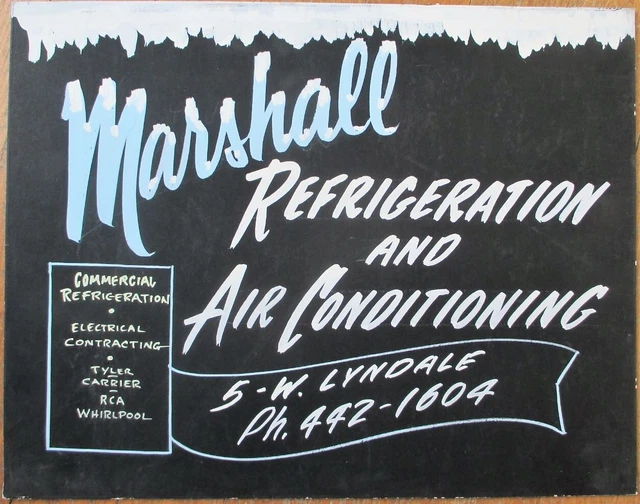 Marshall
REFRIGERATION
AND
AIR CONDITIONING
COMMERCIAL
REFRIGERATION
•
ELECTRICAL
CONTRACTING
•
TYLER
CARRIER
RCA
WHIRLPOOL
5-W. LYNDALE
Ph. 442-1604